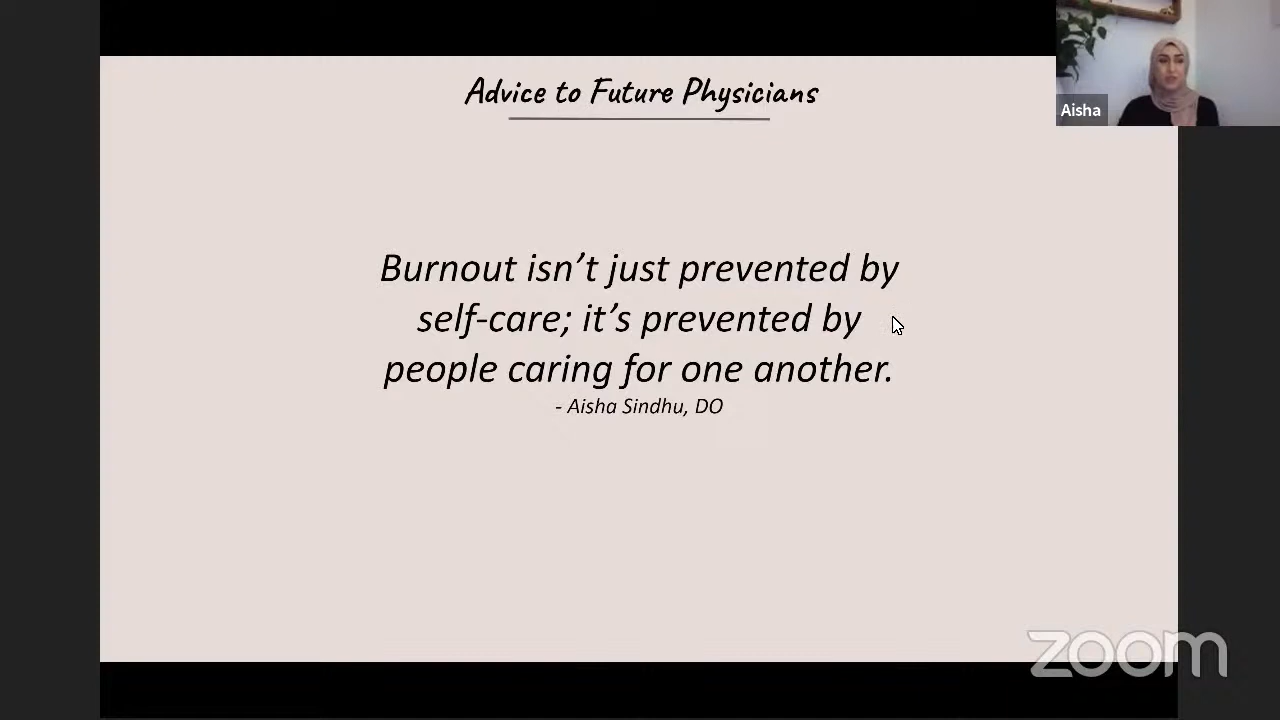 Advice to Future Physicians
Aisha
Burnout isn’t just prevented by
self-care; it’s prevented by
people caring for one another.
- Aisha Sindhu, DO
zoom